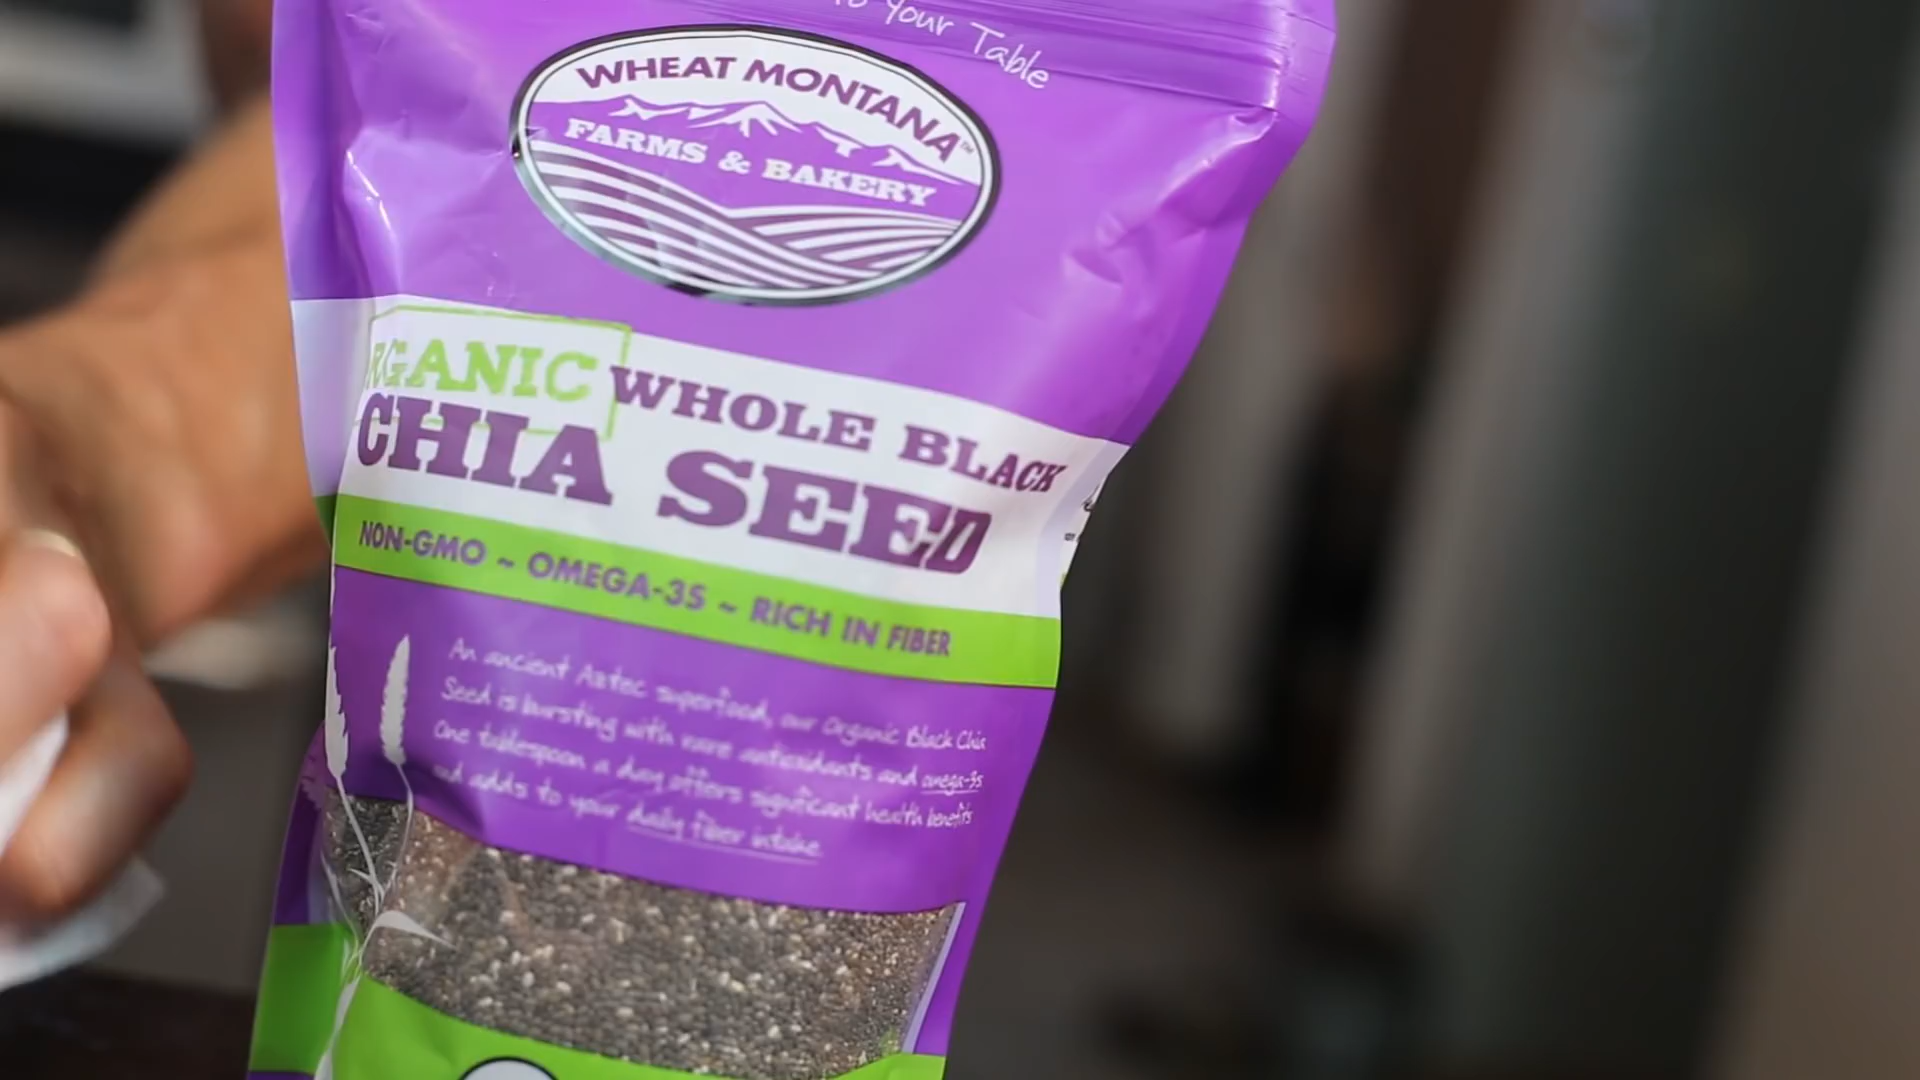 to Your Table
WHEAT MONTANA™
FARMS & BAKERY
RGANIC WHOLE BLACK
CHIA SEED
NON-GMO ~ OMEGA-3S ~ RICH IN FIBER
An ancient Aztec superfood, our Organic Black Chia
Seed is bursting with rare antioxidants and omega-3s
One tablespoon a day offers significant health benefits
and adds to your daily fiber intake.